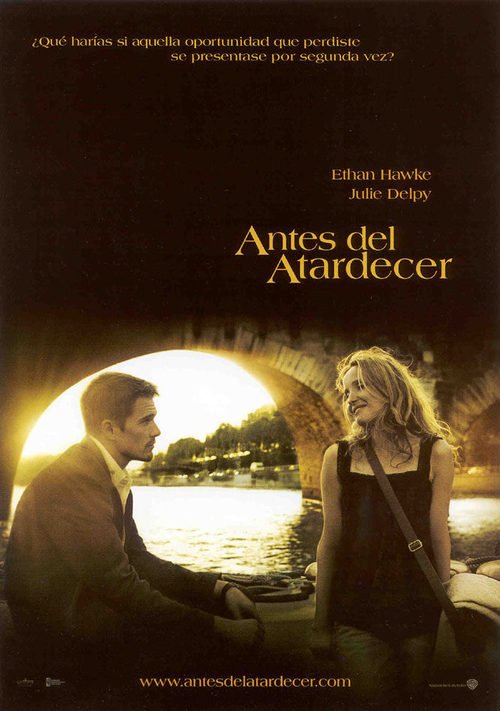 ¿Qué harías si aquella oportunidad que perdiste
se presentase por segunda vez?
Ethan Hawke
Julie Delpy
Antes del
Atardecer
www.antesdelatardecer.com